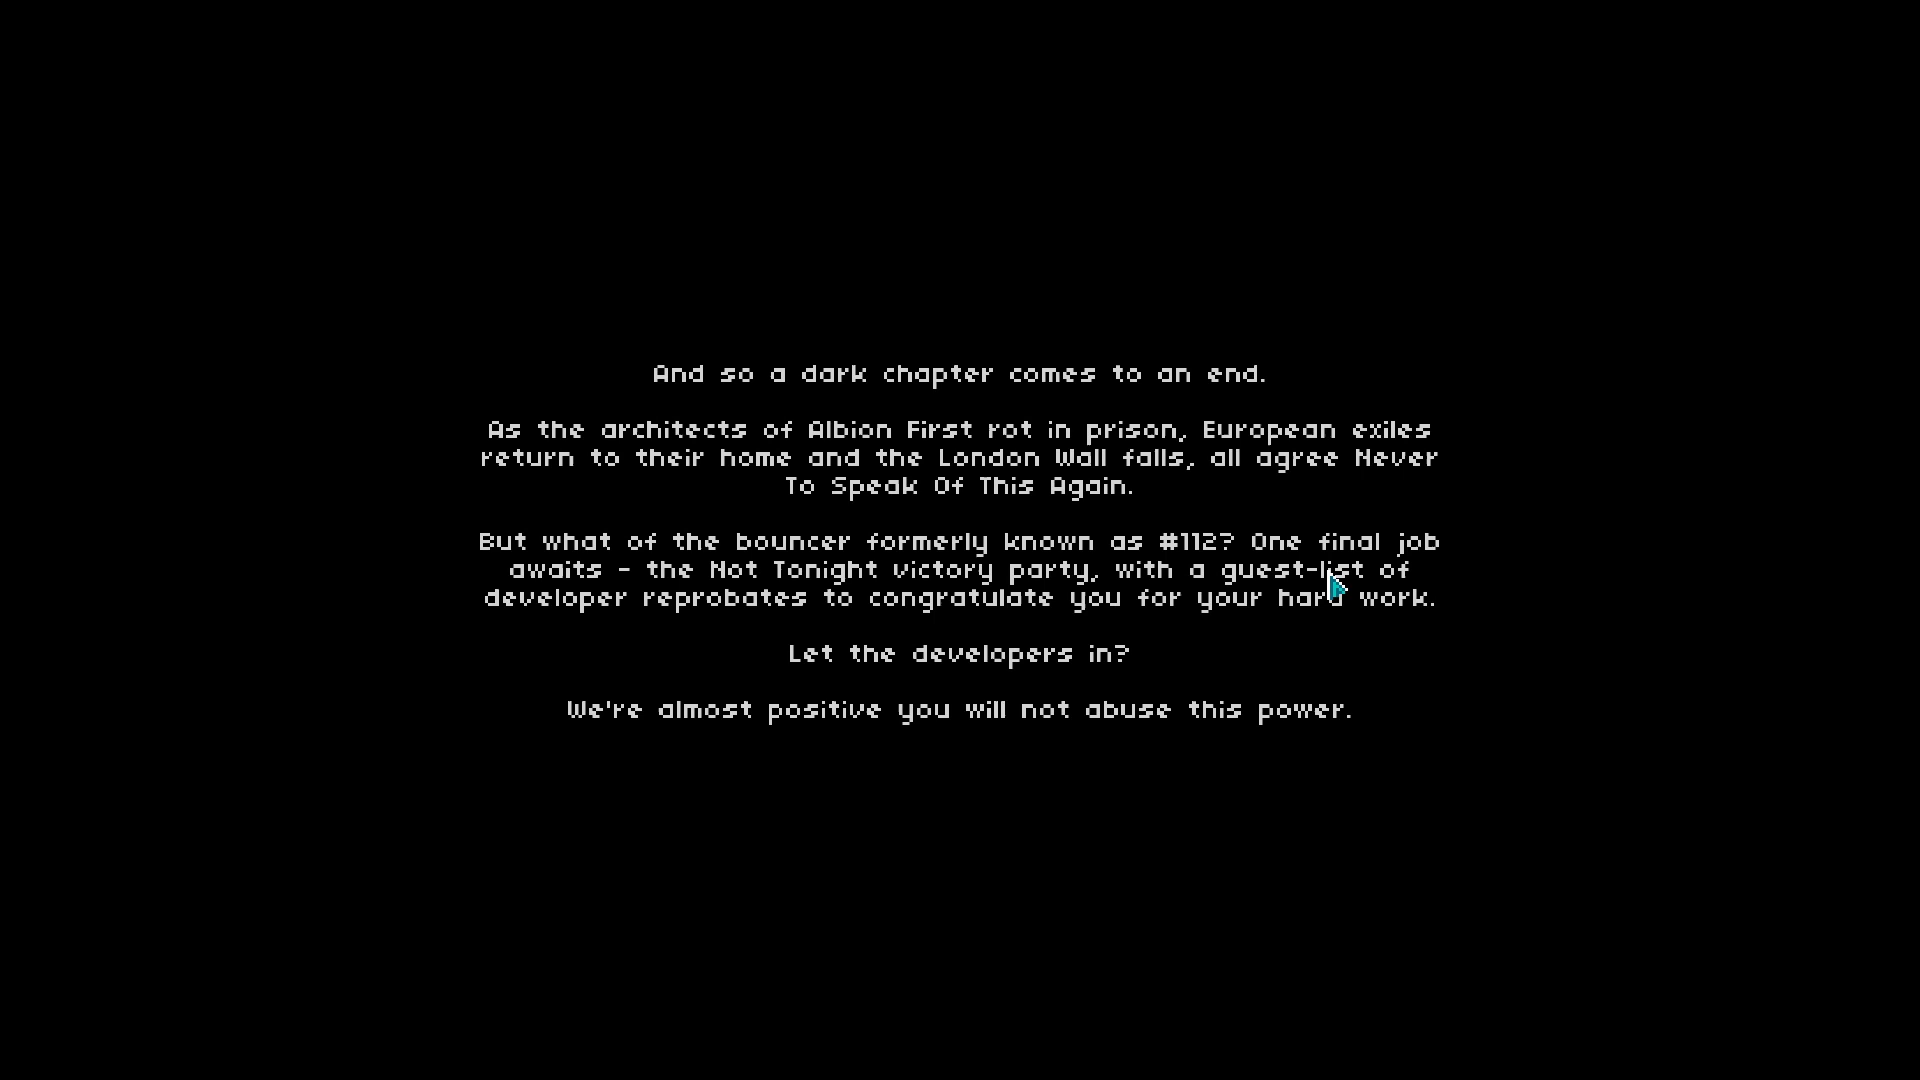 And so a dark chapter comes to an end.
As the architects of Albion First rot in prison, European exiles
return to their home and the London Wall falls, all agree Never
To Speak Of This Again.
But what of the bouncer formerly known as #112? One final job
awaits - the Not Tonight victory party, with a guest-list of
developer reprobates to congratulate you for your hard work.
Let the developers in?
We're almost positive you will not abuse this power.